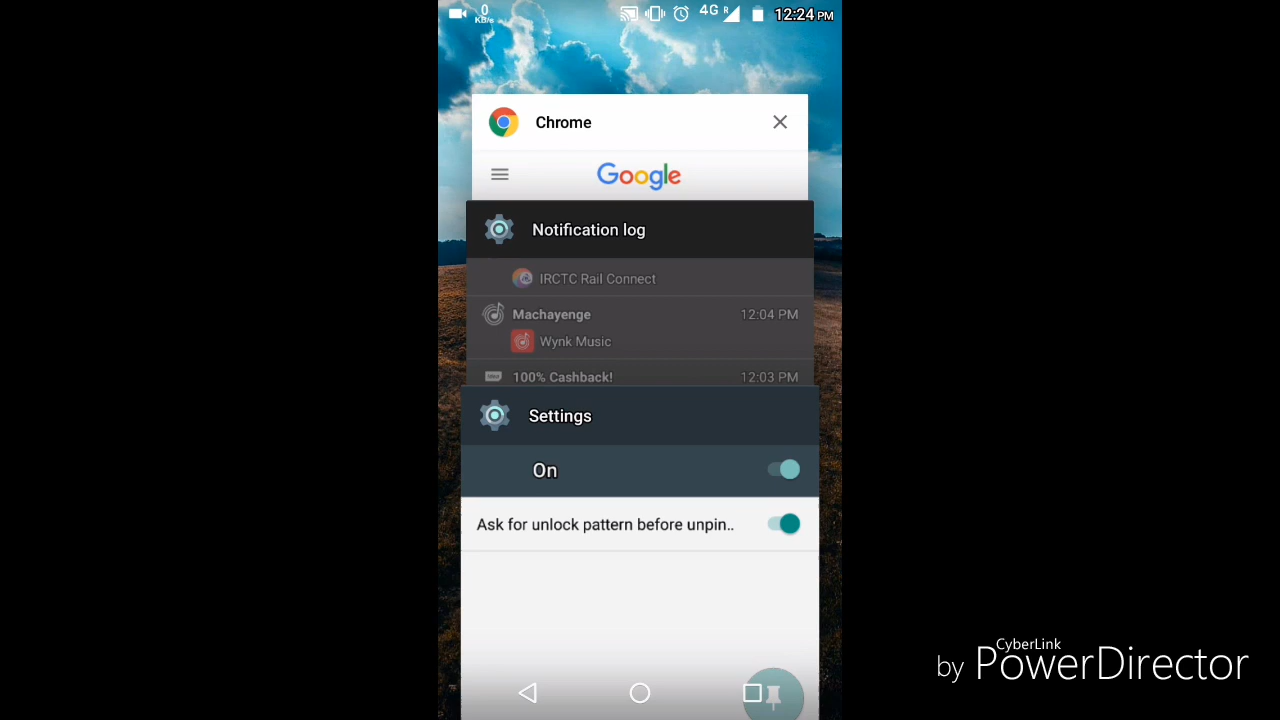 0
KB/s
4G R
12:24 PM
Chrome
Google
Notification log
IRCTC Rail Connect
Machayenge 12:04 PM
Wynk Music
100% Cashback! 12:03 PM
Settings
On
Ask for unlock pattern before unpin..
CyberLink
by PowerDirector